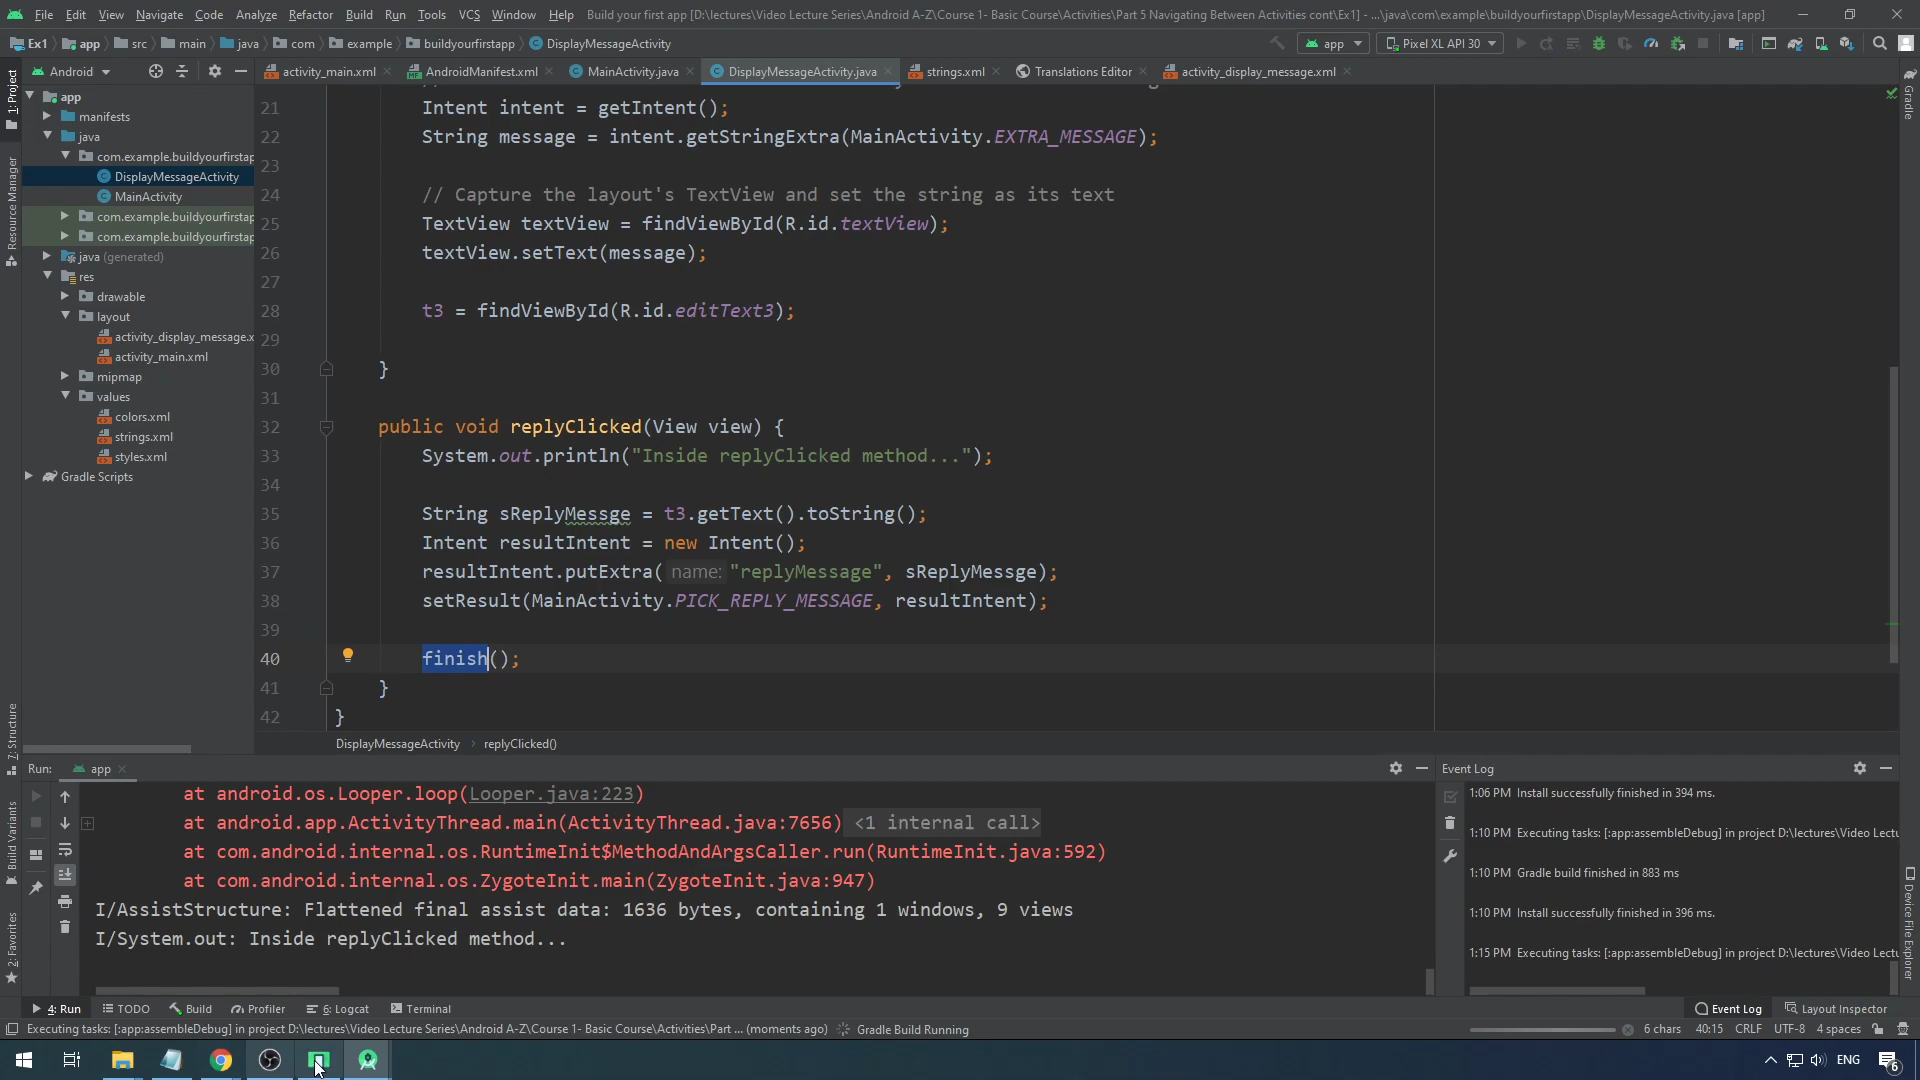 File Edit View Navigate Code Analyze Refactor Build Run Tools VCS Window Help Build your first app [D:\lectures\Video Lecture Series\Android A-Z\Course 1- Basic Course\Activities\Part 5 Navigating Between Activities cont\Ex1] - ...\java\com\example\buildyourfirstapp\DisplayMessageActivity.java [app]
Ex1 app src main java com example buildyourfirstapp DisplayMessageActivity app Pixel XL API 30
Android activity_main.xml AndroidManifest.xml MainActivity.java DisplayMessageActivity.java strings.xml Translations Editor activity_display_message.xml
1: Project
Resource Manager
7: Structure
Build Variants
2: Favorites
app
manifests
java
com.example.buildyourfirstap
DisplayMessageActivity
MainActivity
com.example.buildyourfirstap
com.example.buildyourfirstap
java (generated)
res
drawable
layout
activity_display_message.x
activity_main.xml
mipmap
values
colors.xml
strings.xml
styles.xml
Gradle Scripts
21 Intent intent = getIntent();
22 String message = intent.getStringExtra(MainActivity.EXTRA_MESSAGE);
23
24 // Capture the layout's TextView and set the string as its text
25 TextView textView = findViewById(R.id.textView);
26 textView.setText(message);
27
28 t3 = findViewById(R.id.editText3);
29
30 }
31
32 public void replyClicked(View view) {
33 System.out.println("Inside replyClicked method...");
34
35 String sReplyMessge = t3.getText().toString();
36 Intent resultIntent = new Intent();
37 resultIntent.putExtra( name: "replyMessage", sReplyMessge);
38 setResult(MainActivity.PICK_REPLY_MESSAGE, resultIntent);
39
40 finish();
41 }
42 }
DisplayMessageActivity replyClicked()
Gradle
Device File Explorer
Run: app
at android.os.Looper.loop(Looper.java:223)
at android.app.ActivityThread.main(ActivityThread.java:7656) <1 internal call>
at com.android.internal.os.RuntimeInit$MethodAndArgsCaller.run(RuntimeInit.java:592)
at com.android.internal.os.ZygoteInit.main(ZygoteInit.java:947)
I/AssistStructure: Flattened final assist data: 1636 bytes, containing 1 windows, 9 views
I/System.out: Inside replyClicked method...
Event Log
1:06 PM Install successfully finished in 394 ms.
1:10 PM Executing tasks: [:app:assembleDebug] in project D:\lectures\Video Lectu
1:10 PM Gradle build finished in 883 ms
1:10 PM Install successfully finished in 396 ms.
1:15 PM Executing tasks: [:app:assembleDebug] in project D:\lectures\Video Lectu
4: Run TODO Build Profiler 6: Logcat Terminal Event Log Layout Inspector
Executing tasks: [:app:assembleDebug] in project D:\lectures\Video Lecture Series\Android A-Z\Course 1- Basic Course\Activities\Part ... (moments ago) Gradle Build Running 6 chars 40:15 CRLF UTF-8 4 spaces
ENG 6